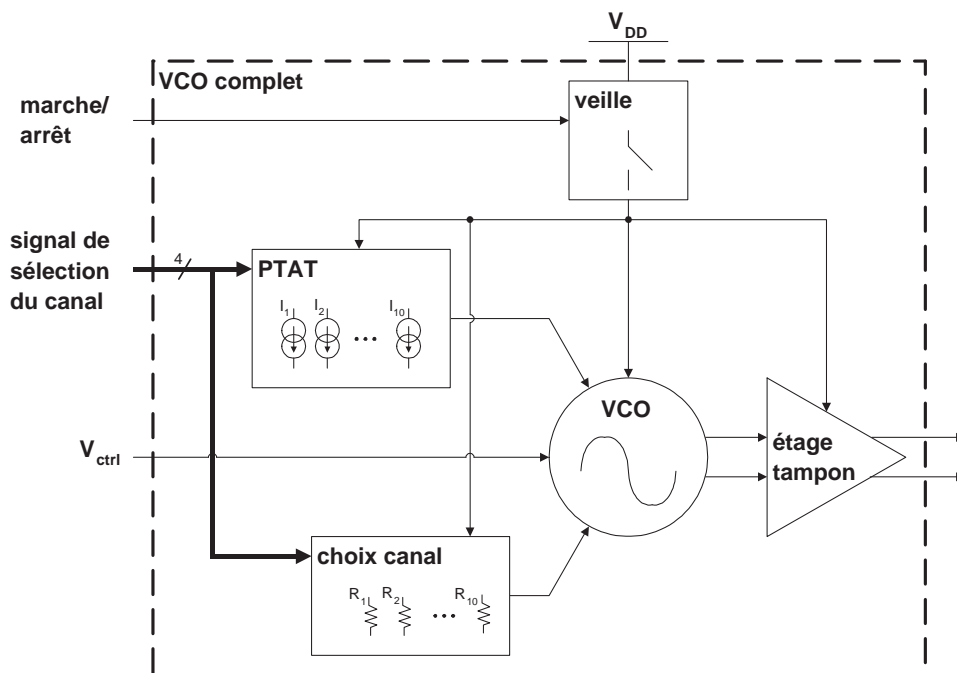 V_DD
VCO complet
veille
marche/
arrêt
signal de
sélection
du canal
4
PTAT
I_1 I_2 ••• I_10
VCO
V_ctrl
étage
tampon
choix canal
R_1 R_2 ••• R_10